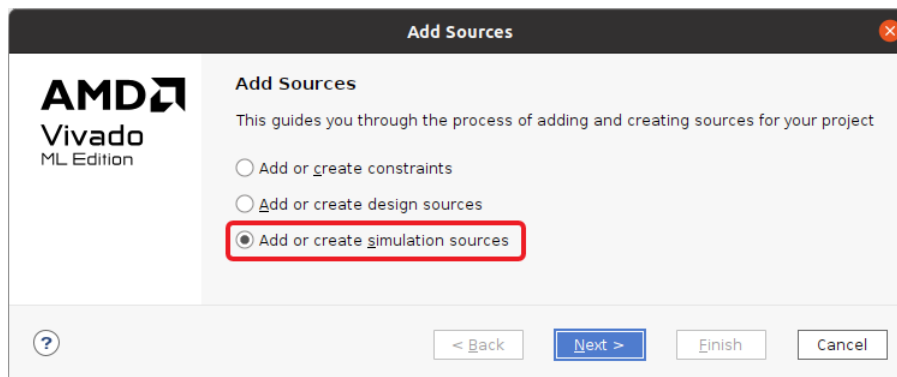 Add Sources
AMD
Vivado
ML Edition
Add Sources
This guides you through the process of adding and creating sources for your project
Add or create constraints
Add or create design sources
Add or create simulation sources
?
< Back
Next >
Finish
Cancel